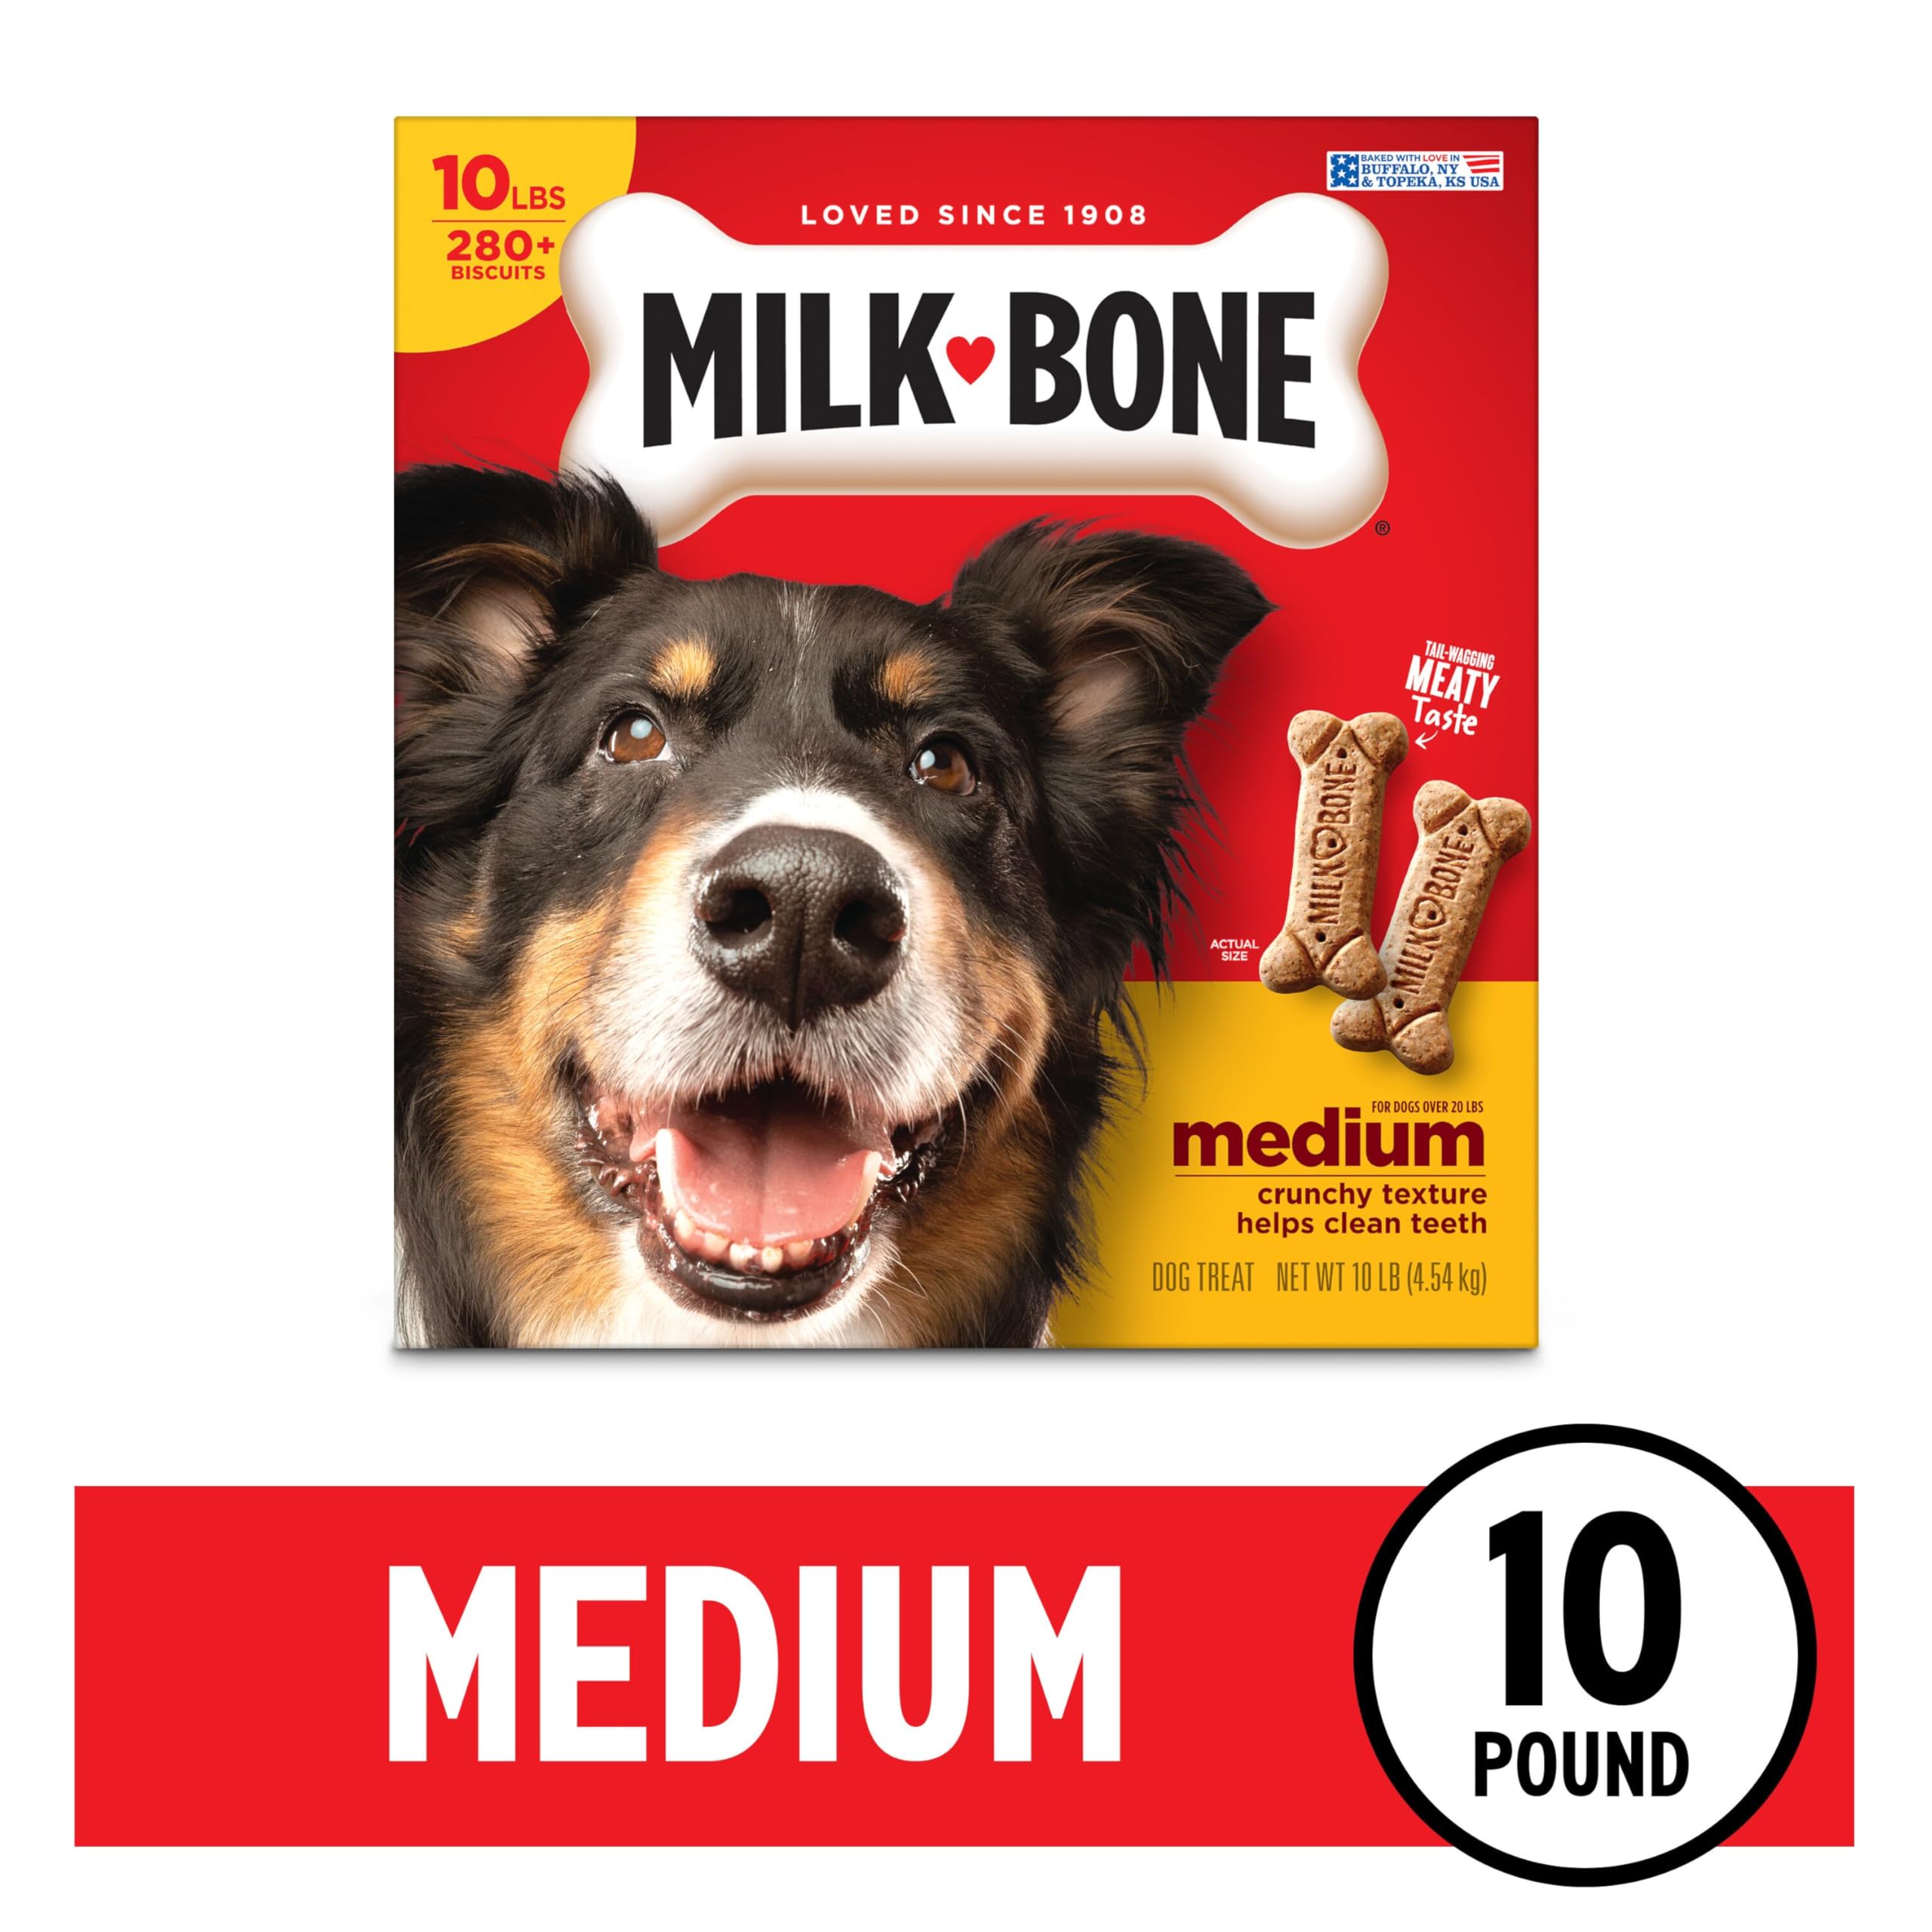 10 LBS
280+
BISCUITS
BAKED WITH LOVE IN
BUFFALO, NY
& TOPEKA, KS USA
LOVED SINCE 1908
MILK BONE
®
TAIL-WAGGING
MEATY
Taste
MILK BONE
MILK BONE
ACTUAL
SIZE
FOR DOGS OVER 20 LBS
medium
crunchy texture
helps clean teeth
DOG TREAT NET WT 10 LB (4.54 kg)
MEDIUM
10
POUND